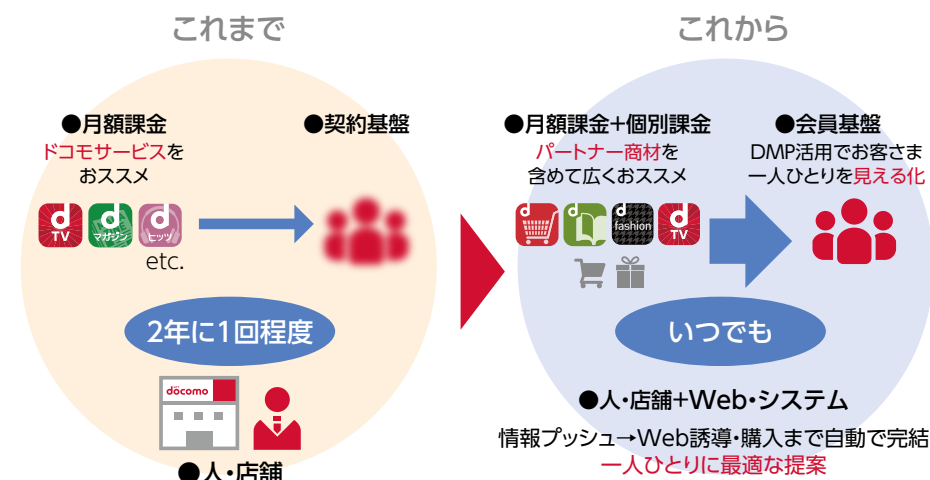 これまで
●月額課金
ドコモサービスを
おススメ
●契約基盤
d
TV
d
マガジン
d
ヒッツ
etc.
2年に1回程度
döcomo
●人・店舗
これから
●月額課金+個別課金
パートナー商材を
含めて広くおススメ
●会員基盤
DMP活用でお客さま
一人ひとりを見える化
d
d
d
fashion
d
TV
いつでも
●人・店舗+Web・システム
情報プッシュ→Web誘導・購入まで自動で完結
一人ひとりに最適な提案